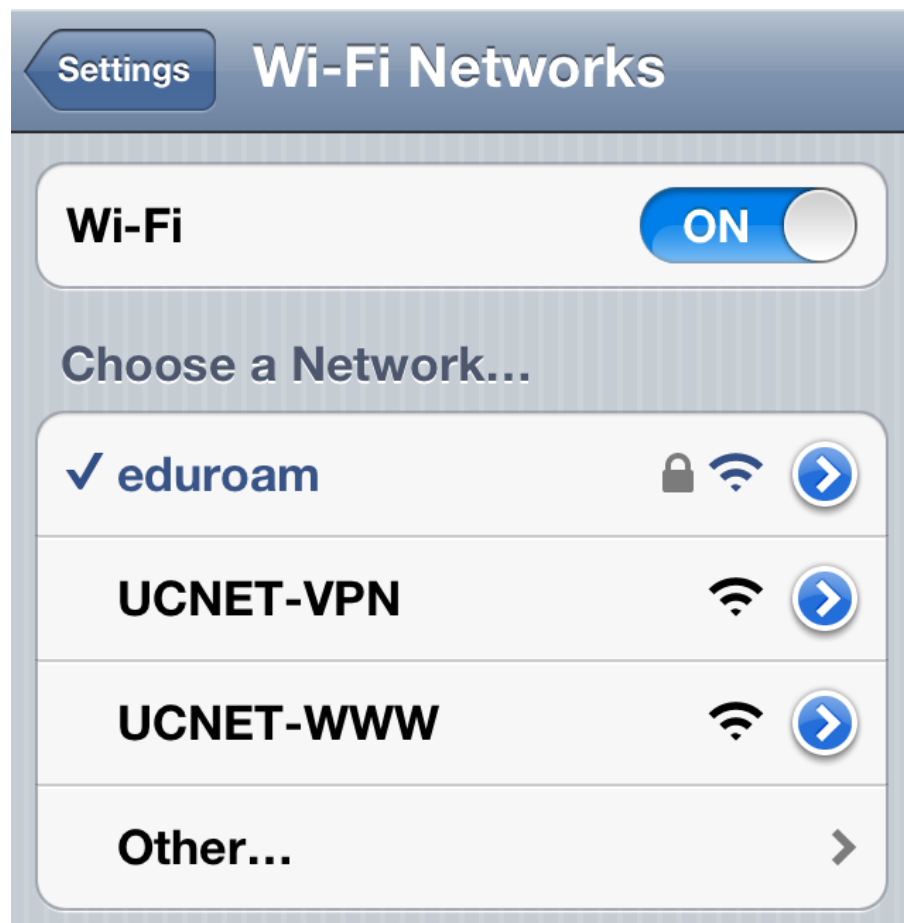 Settings Wi-Fi Networks
Wi-Fi ON
Choose a Network...
eduroam
UCNET-VPN
UCNET-WWW
Other...